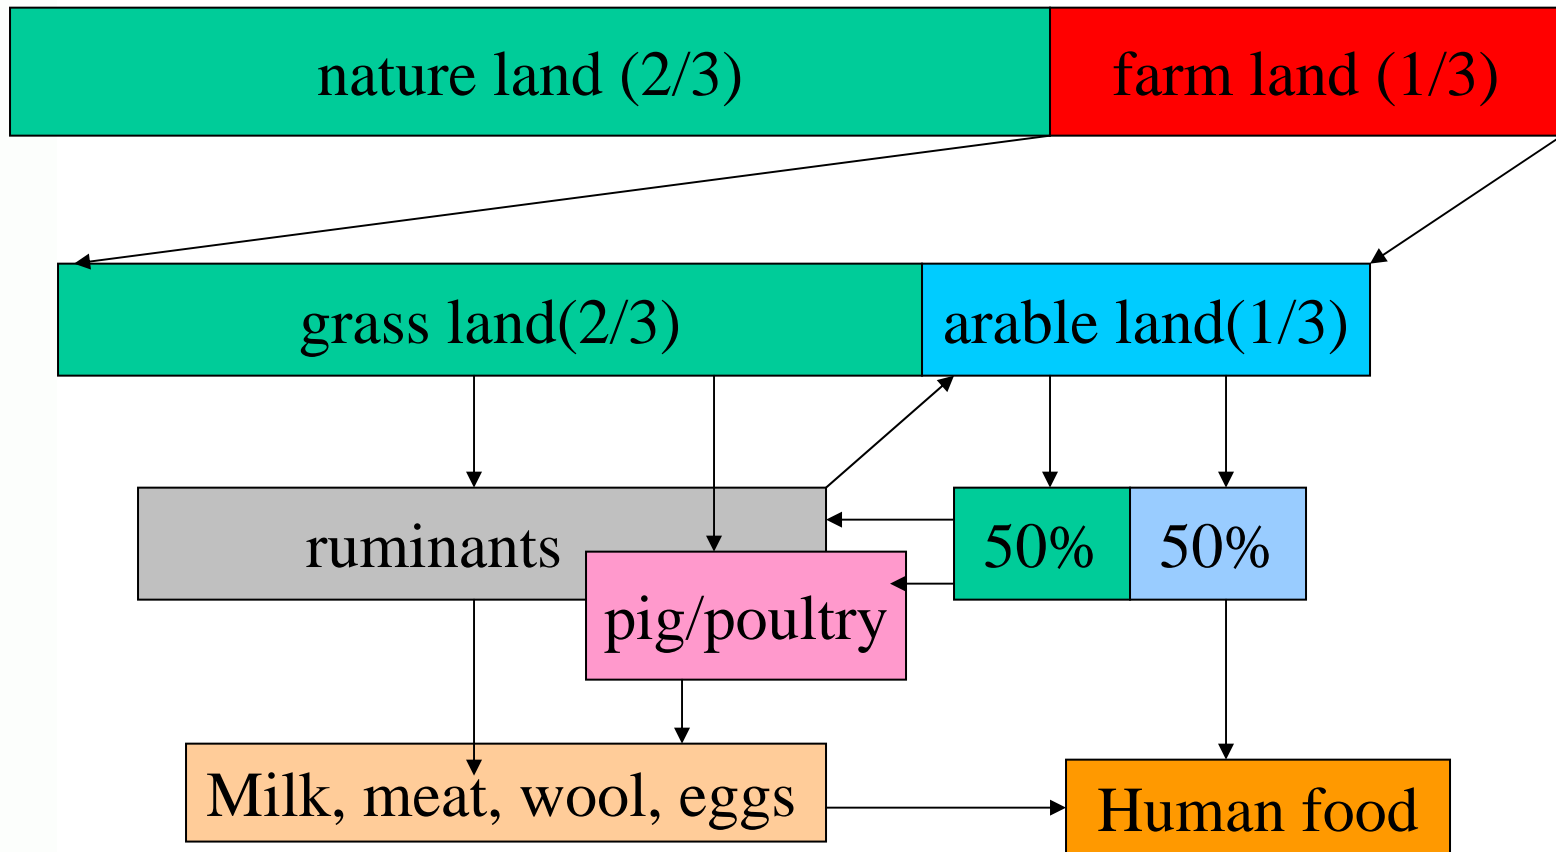 nature land (2/3)
farm land (1/3)
grass land(2/3)
arable land(1/3)
ruminants
50%
50%
pig/poultry
Milk, meat, wool, eggs
Human food